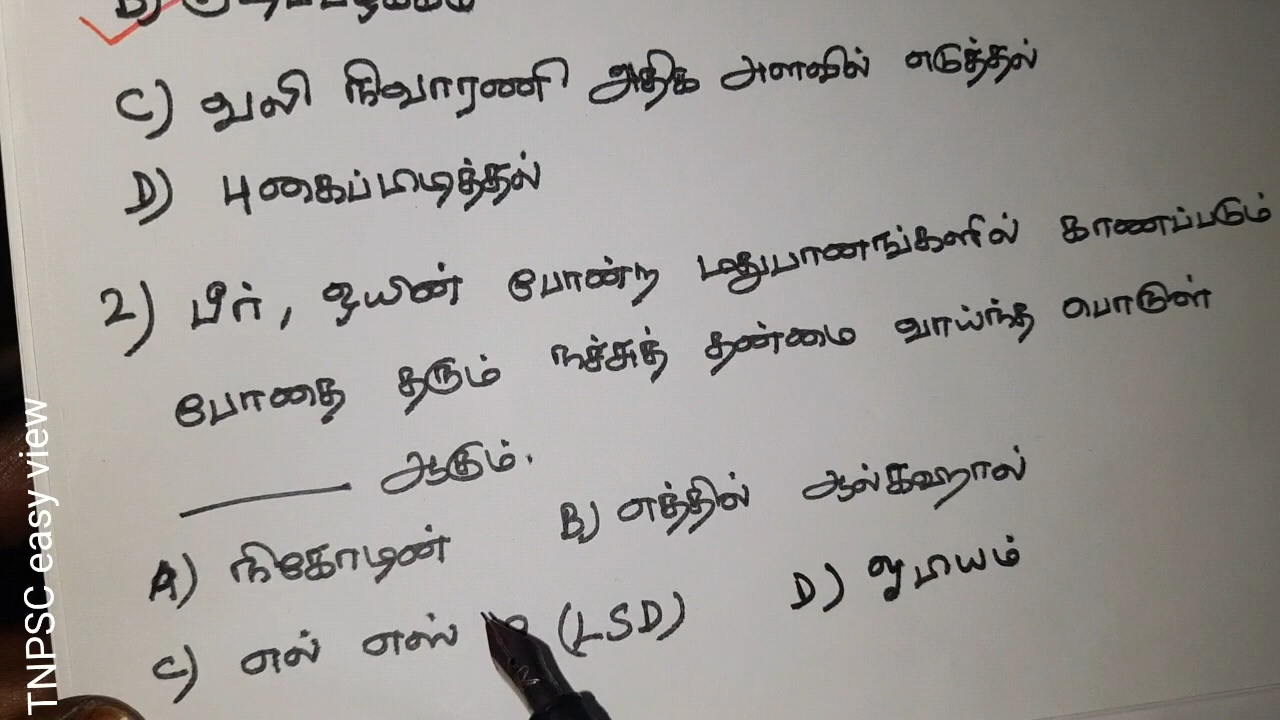 B)
C) வலி நிவாரணி அதிக அளவில் எடுத்தல்
D) புகைப்பிடித்தல்
2) பீர், ஒயின் போன்ற மதுபானங்களில் காணப்படும்
போதை தரும் நச்சுத் தன்மை வாய்ந்த பொருள்
______ ஆகும்.
A) நிகோடின் B) எத்தில் ஆல்கஹால்
C) எல் எஸ் (LSD) D) ஓபியம்
TNPSC easy view